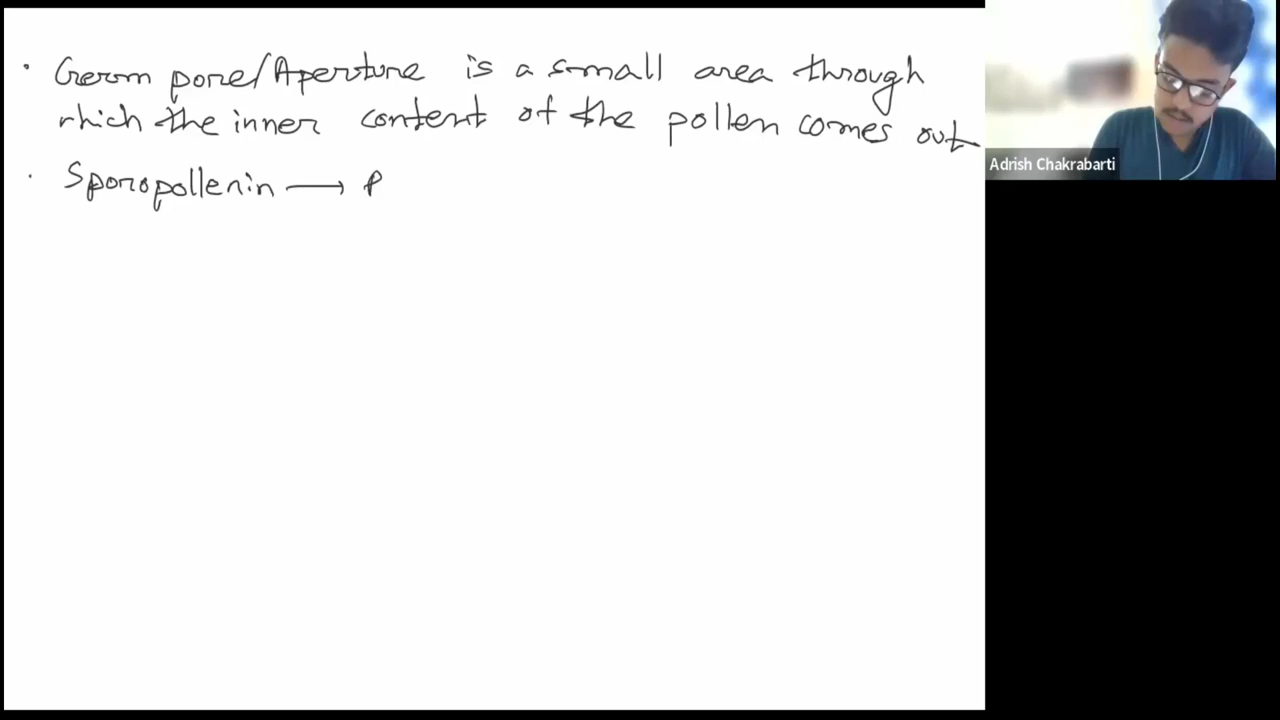 · Germ pore/Aperture is a small area through
which the inner content of the pollen comes out
· Sporopollenin → P
Adrish Chakrabarti